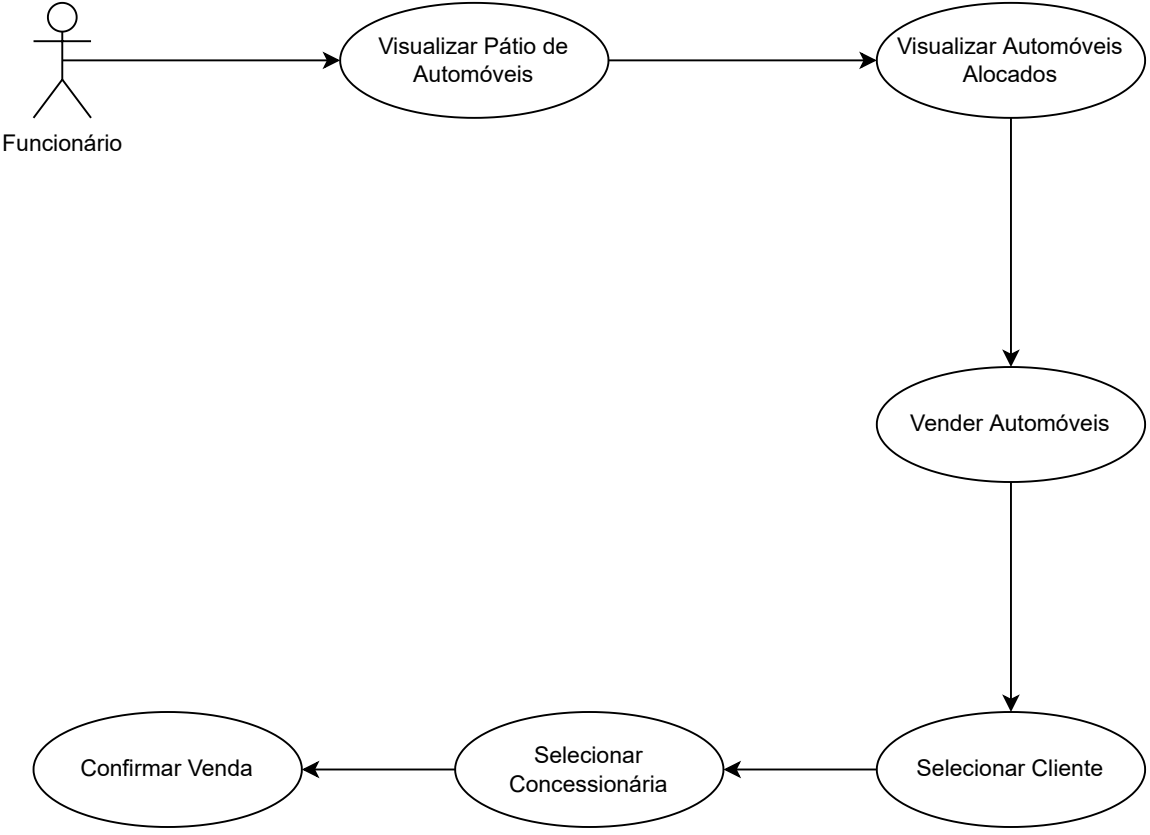 Visualizar Pátio de
Automóveis
Visualizar Automóveis
Alocados
Funcionário
Vender Automóveis
Selecionar Cliente
Selecionar
Concessionária
Confirmar Venda